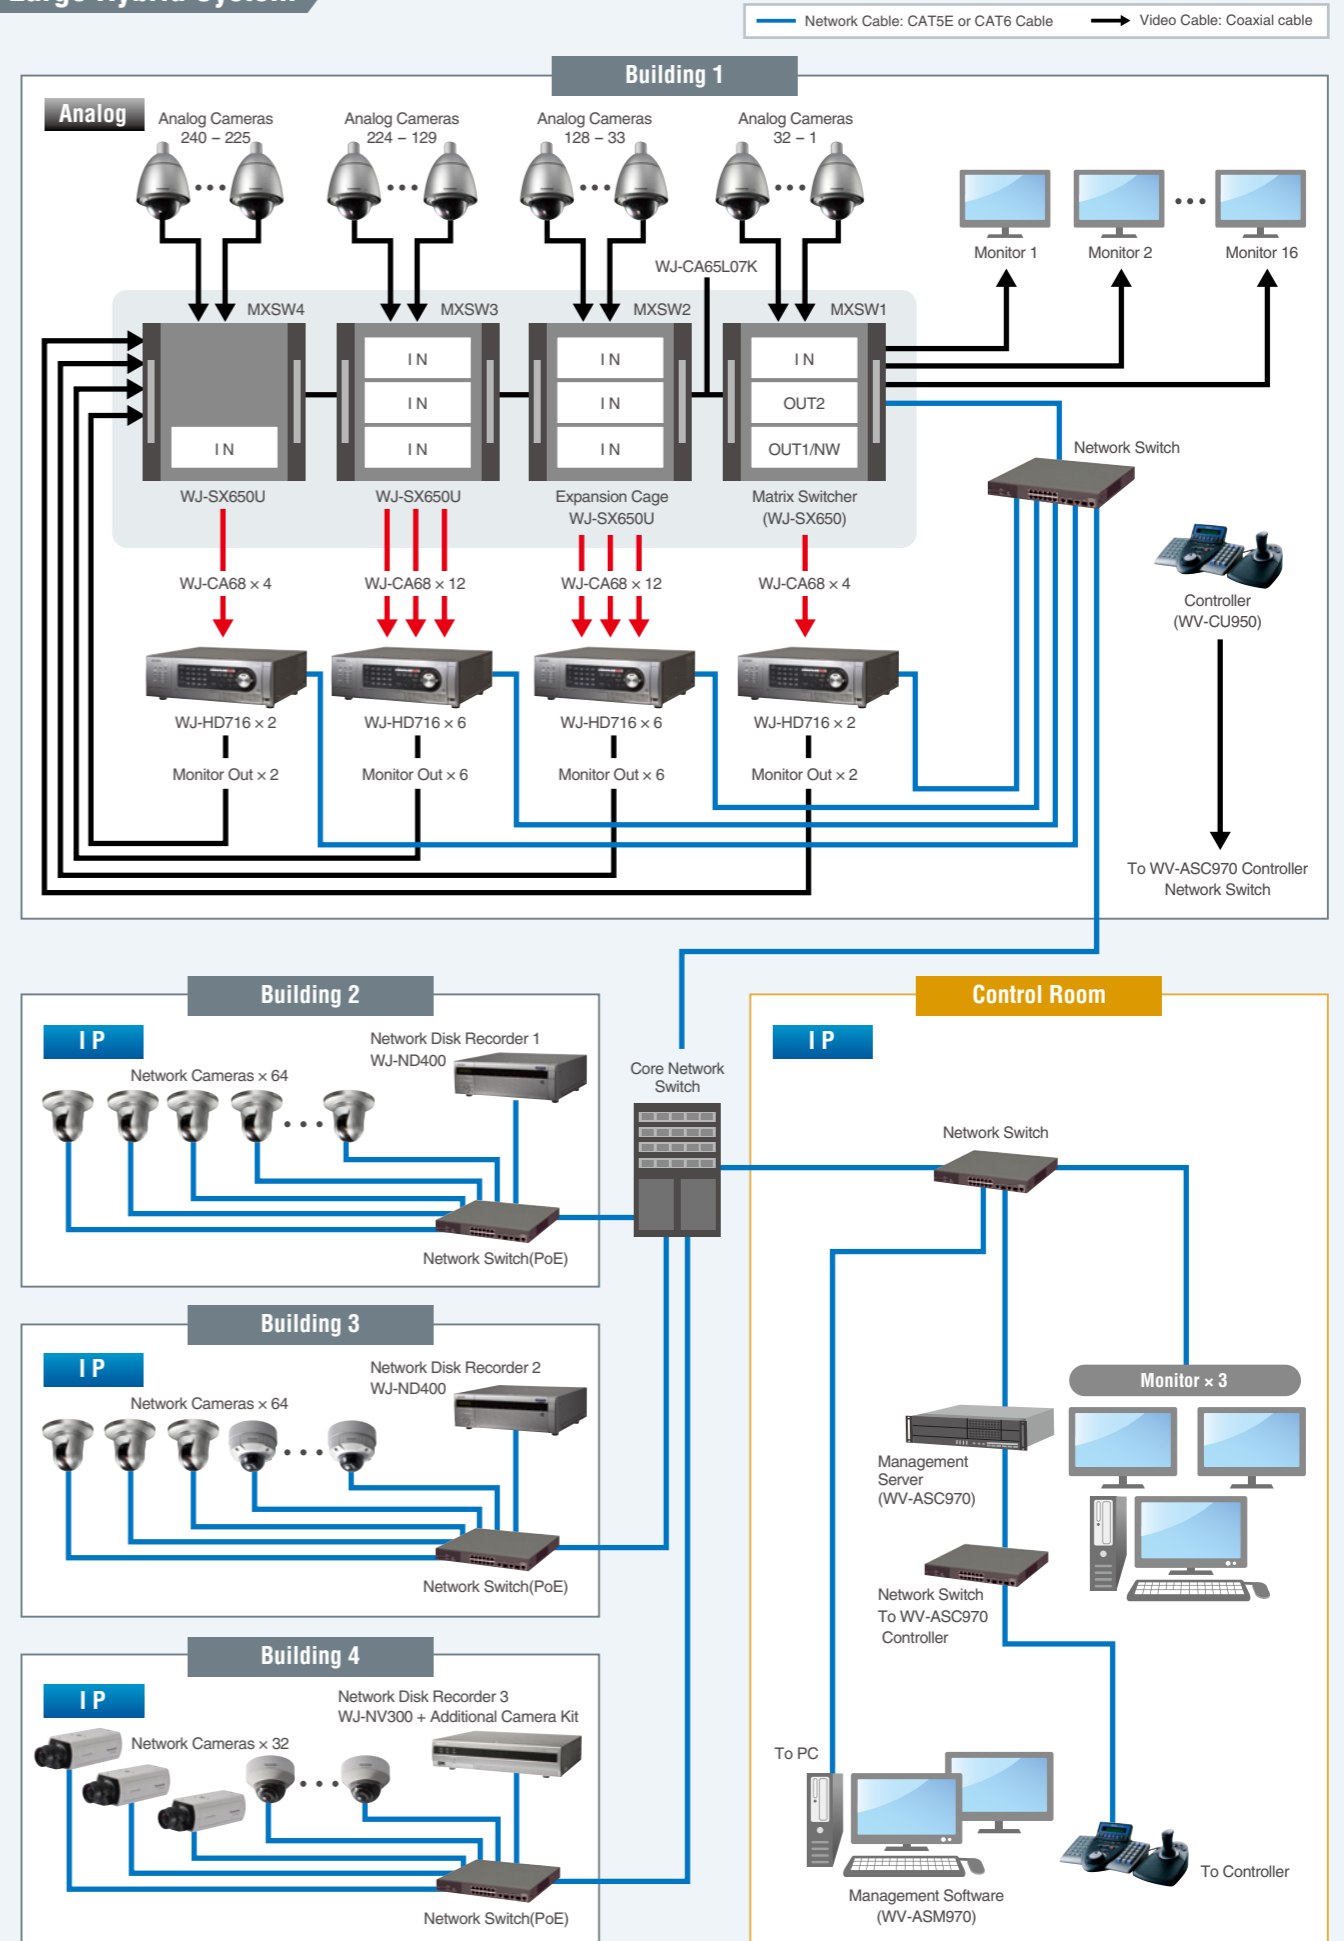 Large Hybrid System
Network Cable: CAT5E or CAT6 Cable
Video Cable: Coaxial cable
Building 1
Analog
Analog Cameras
240 – 225
Analog Cameras
224 – 129
Analog Cameras
128 – 33
Analog Cameras
32 – 1
Monitor 1
Monitor 2
Monitor 16
WJ-CA65L07K
MXSW4
MXSW3
MXSW2
MXSW1
IN
IN
IN
IN
IN
OUT2
IN
IN
IN
OUT1/NW
WJ-SX650U
WJ-SX650U
Expansion Cage
WJ-SX650U
Matrix Switcher
(WJ-SX650)
Network Switch
WJ-CA68 × 4
WJ-CA68 × 12
WJ-CA68 × 12
WJ-CA68 × 4
Controller
(WV-CU950)
WJ-HD716 × 2
WJ-HD716 × 6
WJ-HD716 × 6
WJ-HD716 × 2
Monitor Out × 2
Monitor Out × 6
Monitor Out × 6
Monitor Out × 2
To WV-ASC970 Controller
Network Switch
Building 2
IP
Network Cameras × 64
Network Disk Recorder 1
WJ-ND400
Network Switch(PoE)
Core Network
Switch
Building 3
IP
Network Cameras × 64
Network Disk Recorder 2
WJ-ND400
Network Switch(PoE)
Building 4
IP
Network Cameras × 32
Network Disk Recorder 3
WJ-NV300 + Additional Camera Kit
Network Switch(PoE)
Control Room
IP
Network Switch
Monitor × 3
Management
Server
(WV-ASC970)
Network Switch
To WV-ASC970
Controller
To PC
Management Software
(WV-ASM970)
To Controller